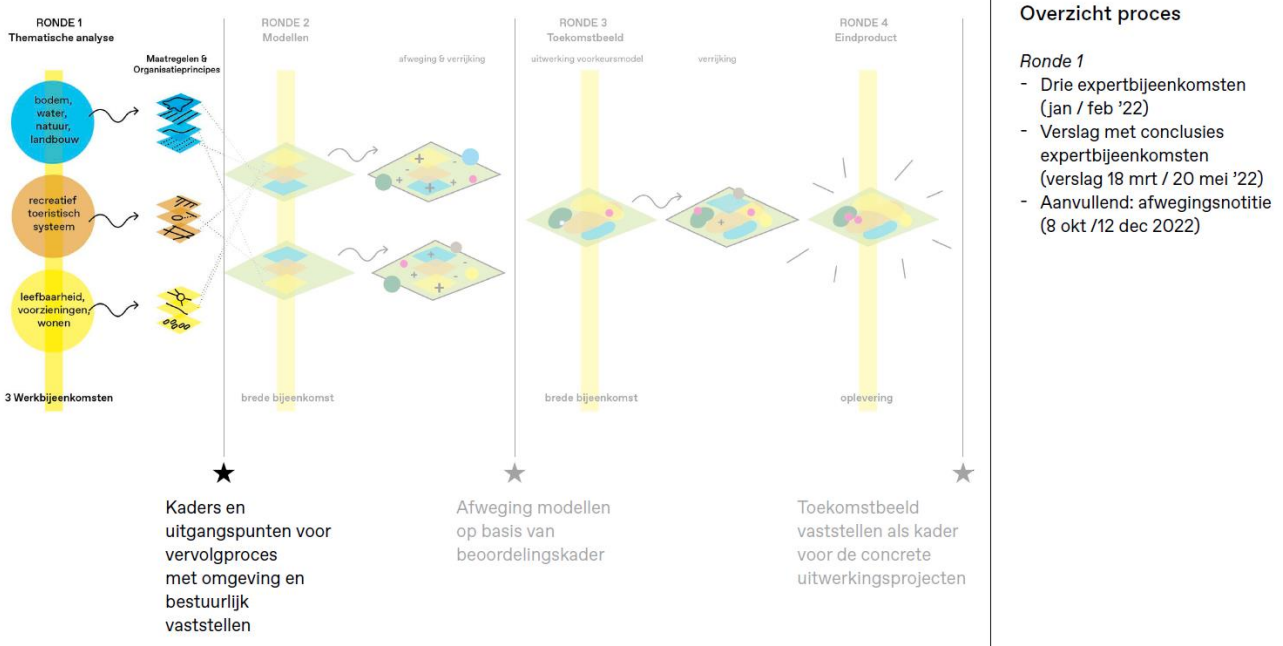 RONDE 1
Thematische analyse
Maatregelen &
Organisatieprincipes
bodem,
water,
natuur,
landbouw
recreatief
toeristisch
systeem
leefbaarheid,
voorzieningen,
wonen
3 Werkbijeenkomsten
RONDE 2
Modellen
afweging & verrijking
brede bijeenkomst
RONDE 3
Toekomstbeeld
uitwerking voorkeursmodel
verrijking
brede bijeenkomst
RONDE 4
Eindproduct
oplevering
Kaders en
uitgangspunten voor
vervolgproces
met omgeving en
bestuurlijk
vaststellen
Afweging modellen
op basis van
beoordelingskader
Toekomstbeeld
vaststellen als kader
voor de concrete
uitwerkingsprojecten
Overzicht proces
Ronde 1
- Drie expertbijeenkomsten
(jan / feb ’22)
- Verslag met conclusies
expertbijeenkomsten
(verslag 18 mrt / 20 mei ’22)
- Aanvullend: afwegingsnotitie
(8 okt /12 dec 2022)